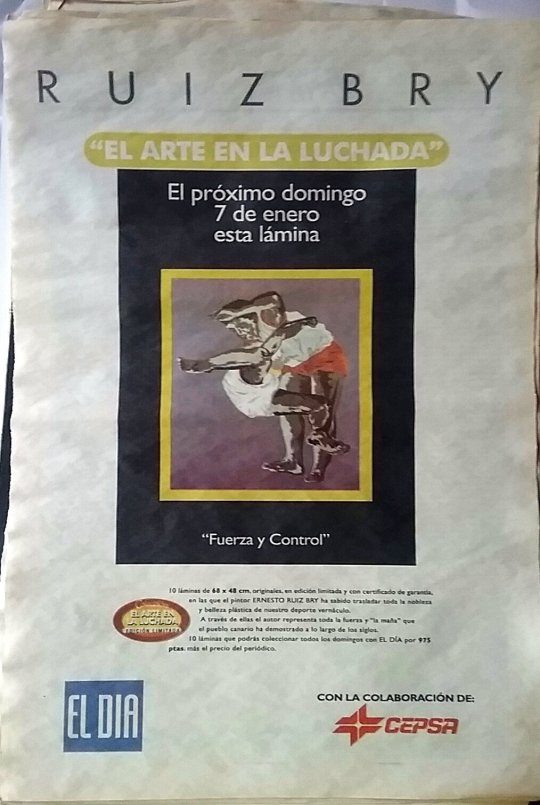 RUIZ BRY
"EL ARTE EN LA LUCHADA"
El próximo domingo
7 de enero
esta lámina
"Fuerza y Control"
10 láminas de 68 x 48 cm. originales, en edición limitada y con certificado de garantía,
en las que el pintor ERNESTO RUIZ BRY ha sabido trasladar toda la nobleza
y belleza plástica de nuestro deporte vernáculo.
A través de ellas el autor representa toda la fuerza y "la maña" que
el pueblo canario ha demostrado a lo largo de los siglos.
10 láminas que podrás coleccionar todos los domingos con EL DÍA por 975
ptas. más el precio del periódico.
EL ARTE EN
LA LUCHADA
EDICIÓN LIMITADA
EL DIA
CON LA COLABORACIÓN DE:
CEPSA